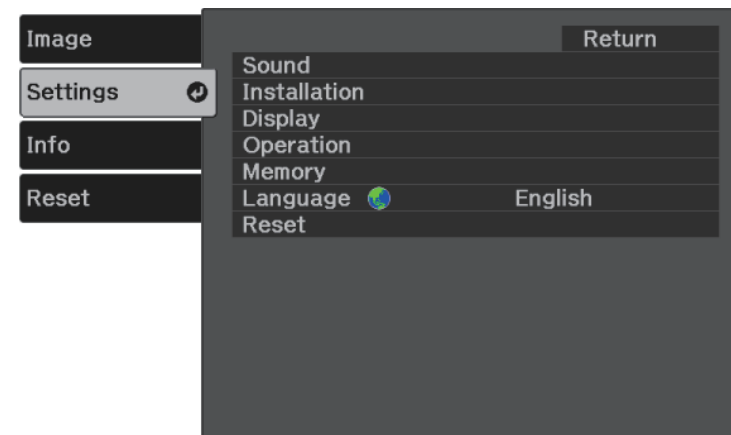 Image
Settings
Info
Reset
Return
Sound
Installation
Display
Operation
Memory
Language English
Reset